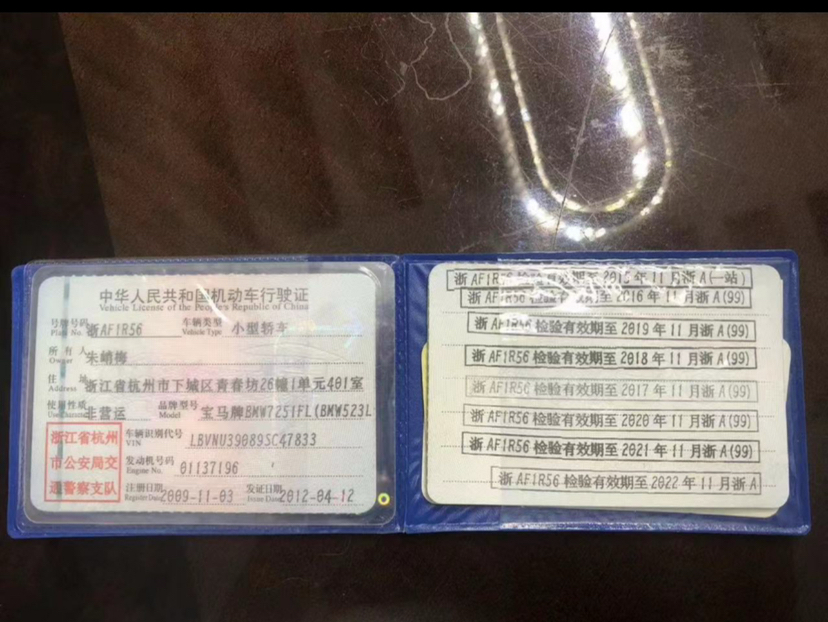 中华人民共和国机动车行驶证
Vehicle License of the People's Republic of China
号牌号码 浙AF1R56 车辆类型 小型轿车
Plate No. Vehicle Type
所有人 朱峭梅
Owner
住址 浙江省杭州市下城区青春坊26幢1单元401室
Address
使用性质 非营运 品牌型号 宝马牌BMW7251FL(BMW523L
Use Character Model
浙江省杭州
市公安局交
通警察支队
车辆识别代号 LBVNU39089SC47833
VIN
发动机号码 01137196
Engine No.
注册日期 2009-11-03 发证日期 2012-04-12
Register Date Issue Date
浙AF1R56检验有效期至2015年11月浙A(一站)
浙AF1R56检验有效期至2016年11月浙A(99)
浙AF1R56检验有效期至2019年11月浙A(99)
浙AF1R56检验有效期至2018年11月浙A(99)
浙AF1R56检验有效期至2017年11月浙A(99)
浙AF1R56检验有效期至2020年11月浙A(99)
浙AF1R56检验有效期至2021年11月浙A(99)
浙AF1R56检验有效期至2022年11月浙A